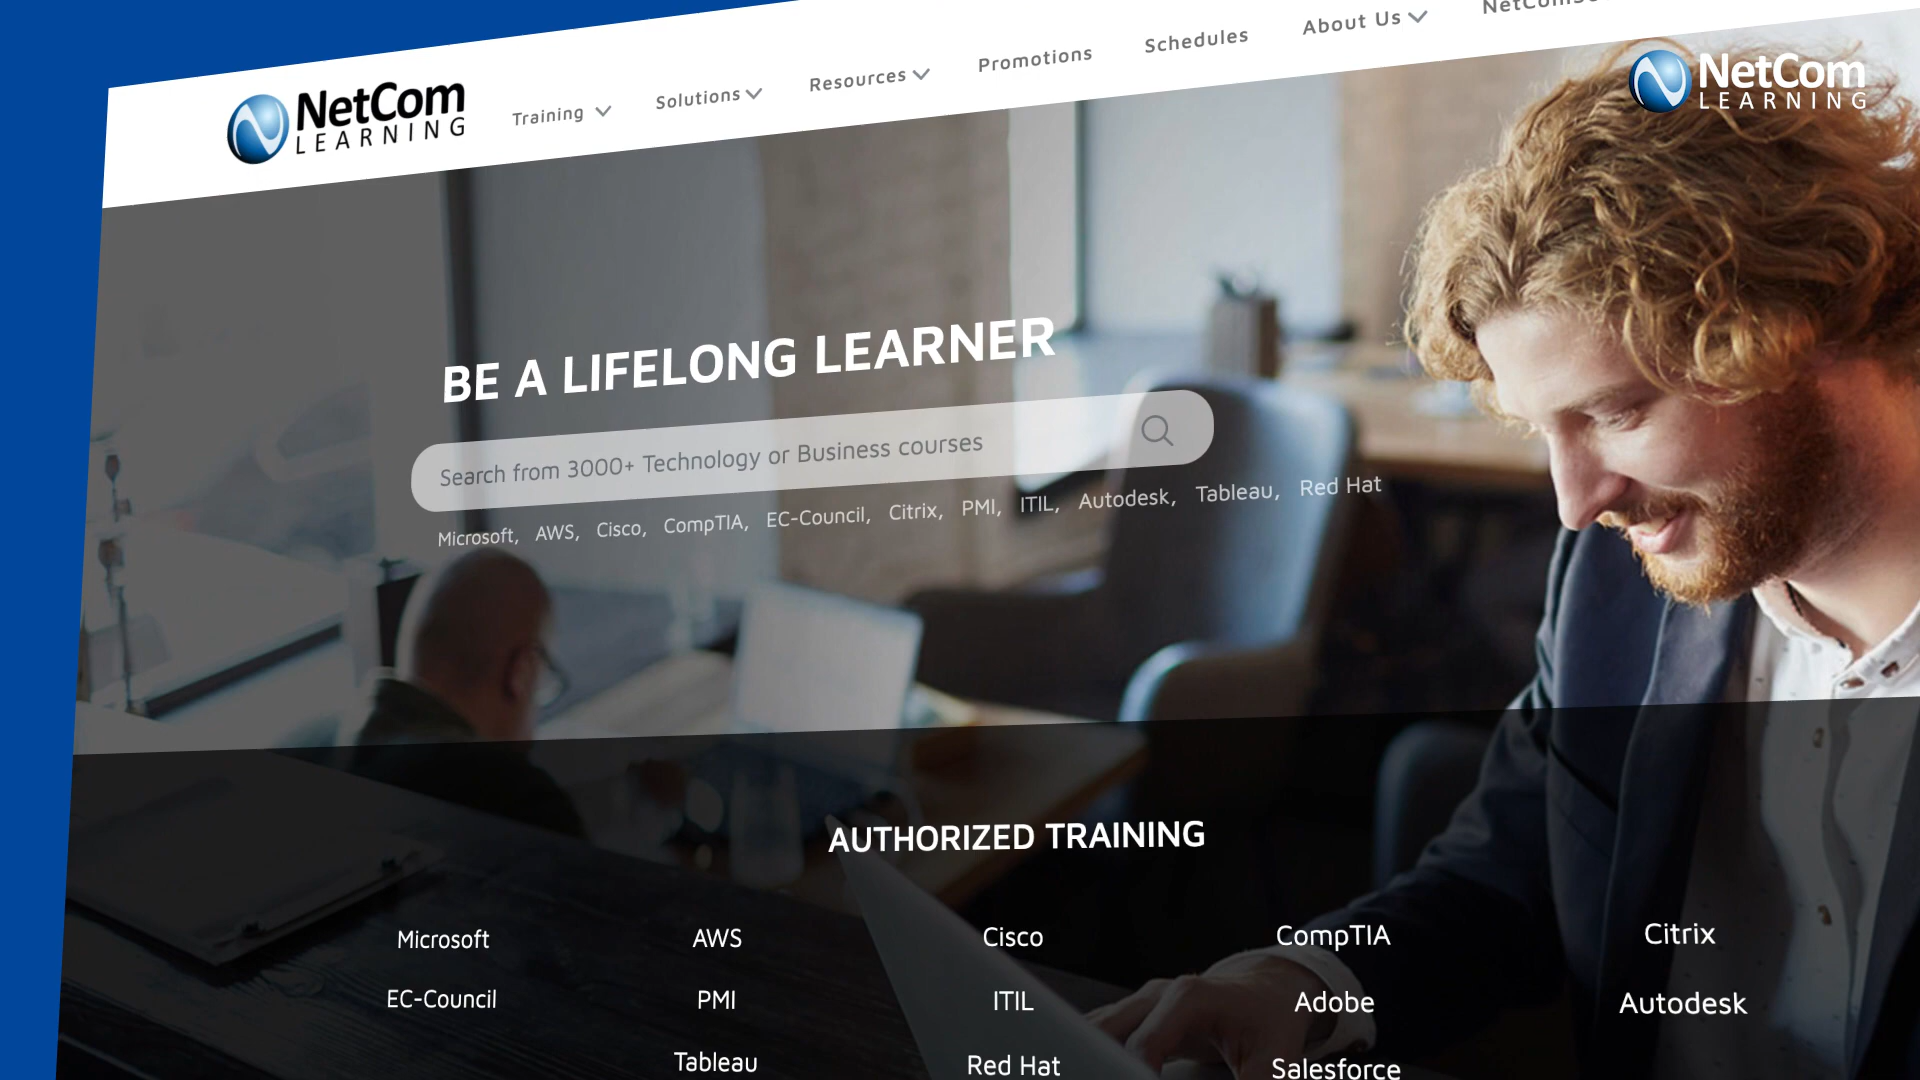 NetCom
LEARNING
Training
Solutions
Resources
Promotions
Schedules
About Us
NetCom
LEARNING
BE A LIFELONG LEARNER
Search from 3000+ Technology or Business courses
Microsoft, AWS, Cisco, CompTIA, EC-Council, Citrix, PMI, ITIL, Autodesk, Tableau, Red Hat
AUTHORIZED TRAINING
Microsoft AWS Cisco CompTIA Citrix
EC-Council PMI ITIL Adobe Autodesk
Tableau Red Hat Salesforce